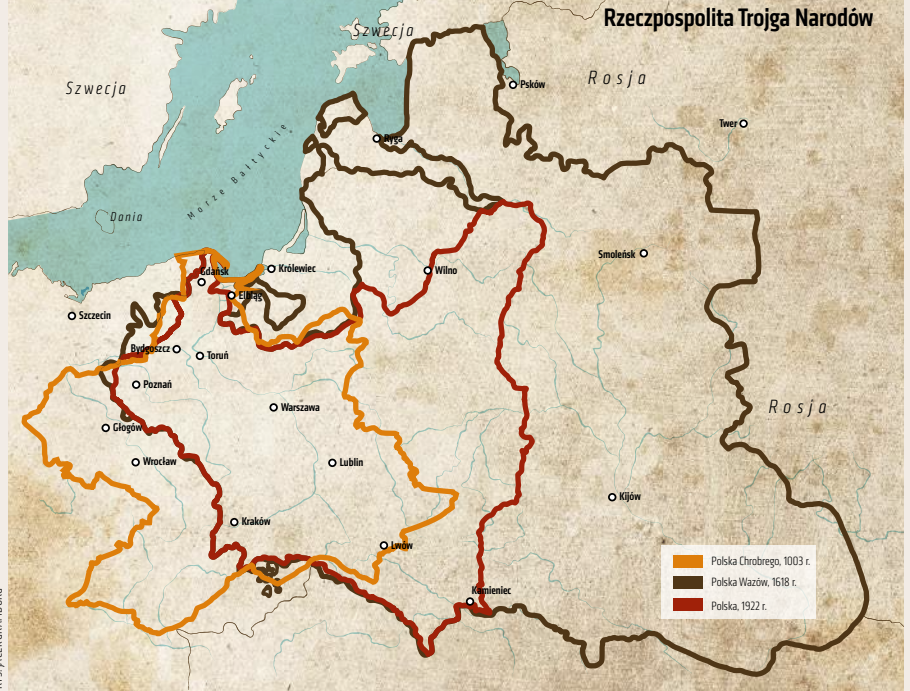 Rzeczpospolita Trojga Narodów
Szwecja
Szwecja
Rosja
Psków
Twer
Ryga
Morze Bałtyckie
Dania
Smoleńsk
Królewiec
Gdańsk
Wilno
Elbląg
Szczecin
Bydgoszcz
Toruń
Poznań
Warszawa
Rosja
Głogów
Wrocław
Lublin
Kijów
Kraków
Lwów
Kamieniec
Polska Chrobrego, 1003 r.
Polska Wazów, 1618 r.
Polska, 1922 r.